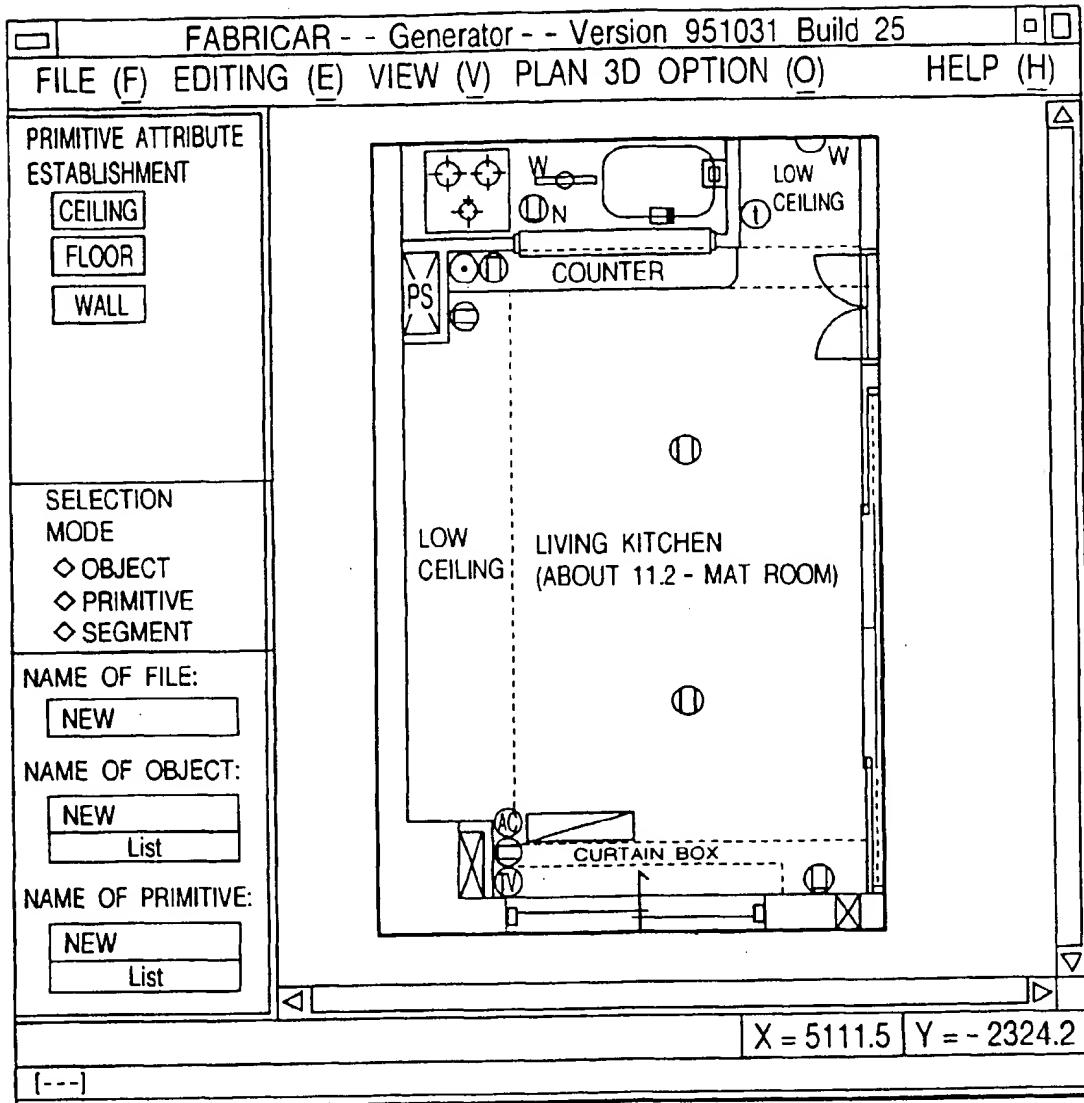 FABRICAR - - Generator - - Version 951031 Build 25
FILE (F) EDITING (E) VIEW (V) PLAN 3D OPTION (O) HELP (H)
PRIMITIVE ATTRIBUTE
ESTABLISHMENT
CEILING
FLOOR
WALL
SELECTION
MODE
◇ OBJECT
◇ PRIMITIVE
◇ SEGMENT
NAME OF FILE:
NEW
NAME OF OBJECT:
NEW
List
NAME OF PRIMITIVE:
NEW
List
W
N
W
LOW
CEILING
COUNTER
PS
LOW
CEILING
LIVING KITCHEN
(ABOUT 11.2 - MAT ROOM)
AC
CURTAIN BOX
TV
X = 5111.5
Y = - 2324.2
[---]